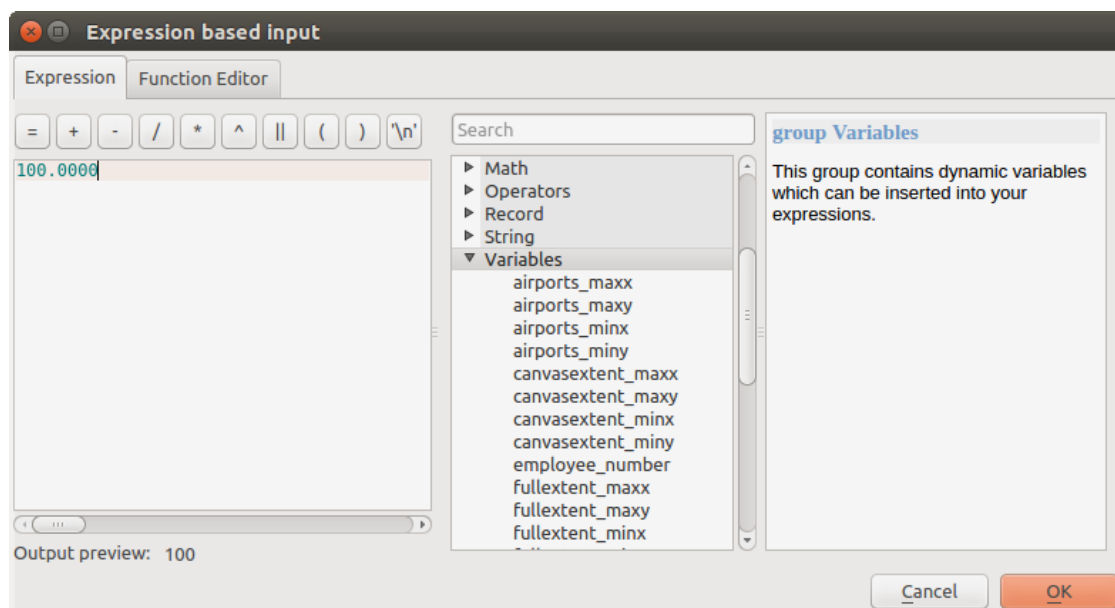 Expression based input
Expression
Function Editor
= + - / * ^ || ( ) '\n'
100.0000
Output preview: 100
Search
Math
Operators
Record
String
Variables
airports_maxx
airports_maxy
airports_minx
airports_miny
canvasextent_maxx
canvasextent_maxy
canvasextent_minx
canvasextent_miny
employee_number
fullextent_maxx
fullextent_maxy
fullextent_minx
group Variables
This group contains dynamic variables
which can be inserted into your
expressions.
Cancel
OK